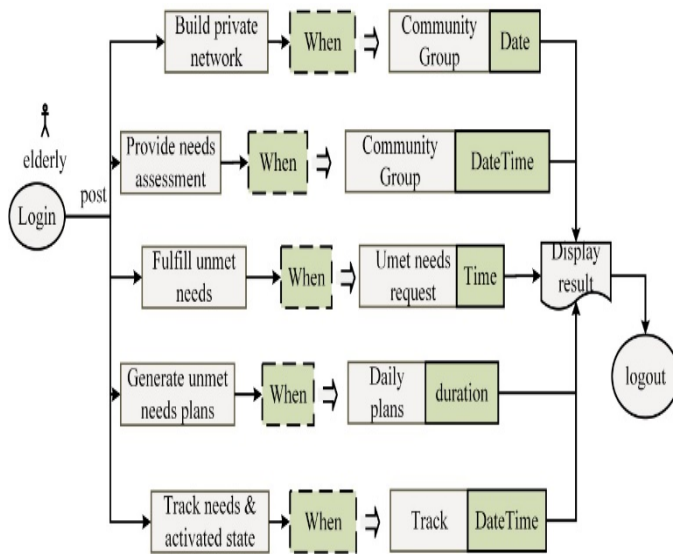 Build private
network
When
Community
Group
Date
elderly
Login
post
Provide needs
assessment
When
Community
Group
DateTime
Fulfill unmet
needs
When
Umet needs
request
Time
Display
result
Generate unmet
needs plans
When
Daily
plans
duration
logout
Track needs &
activated state
When
Track
DateTime